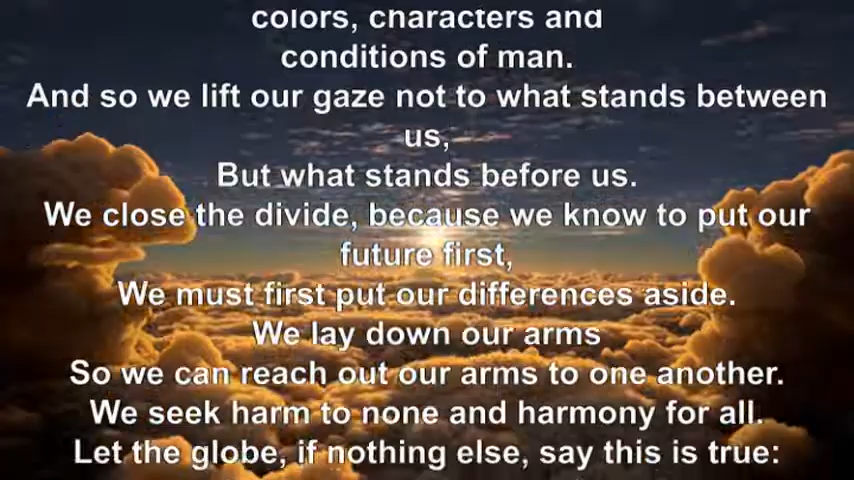 colors, characters and
conditions of man.
And so we lift our gaze not to what stands between
us,
But what stands before us.
We close the divide, because we know to put our
future first,
We must first put our differences aside.
We lay down our arms
So we can reach out our arms to one another.
We seek harm to none and harmony for all.
Let the globe, if nothing else, say this is true: